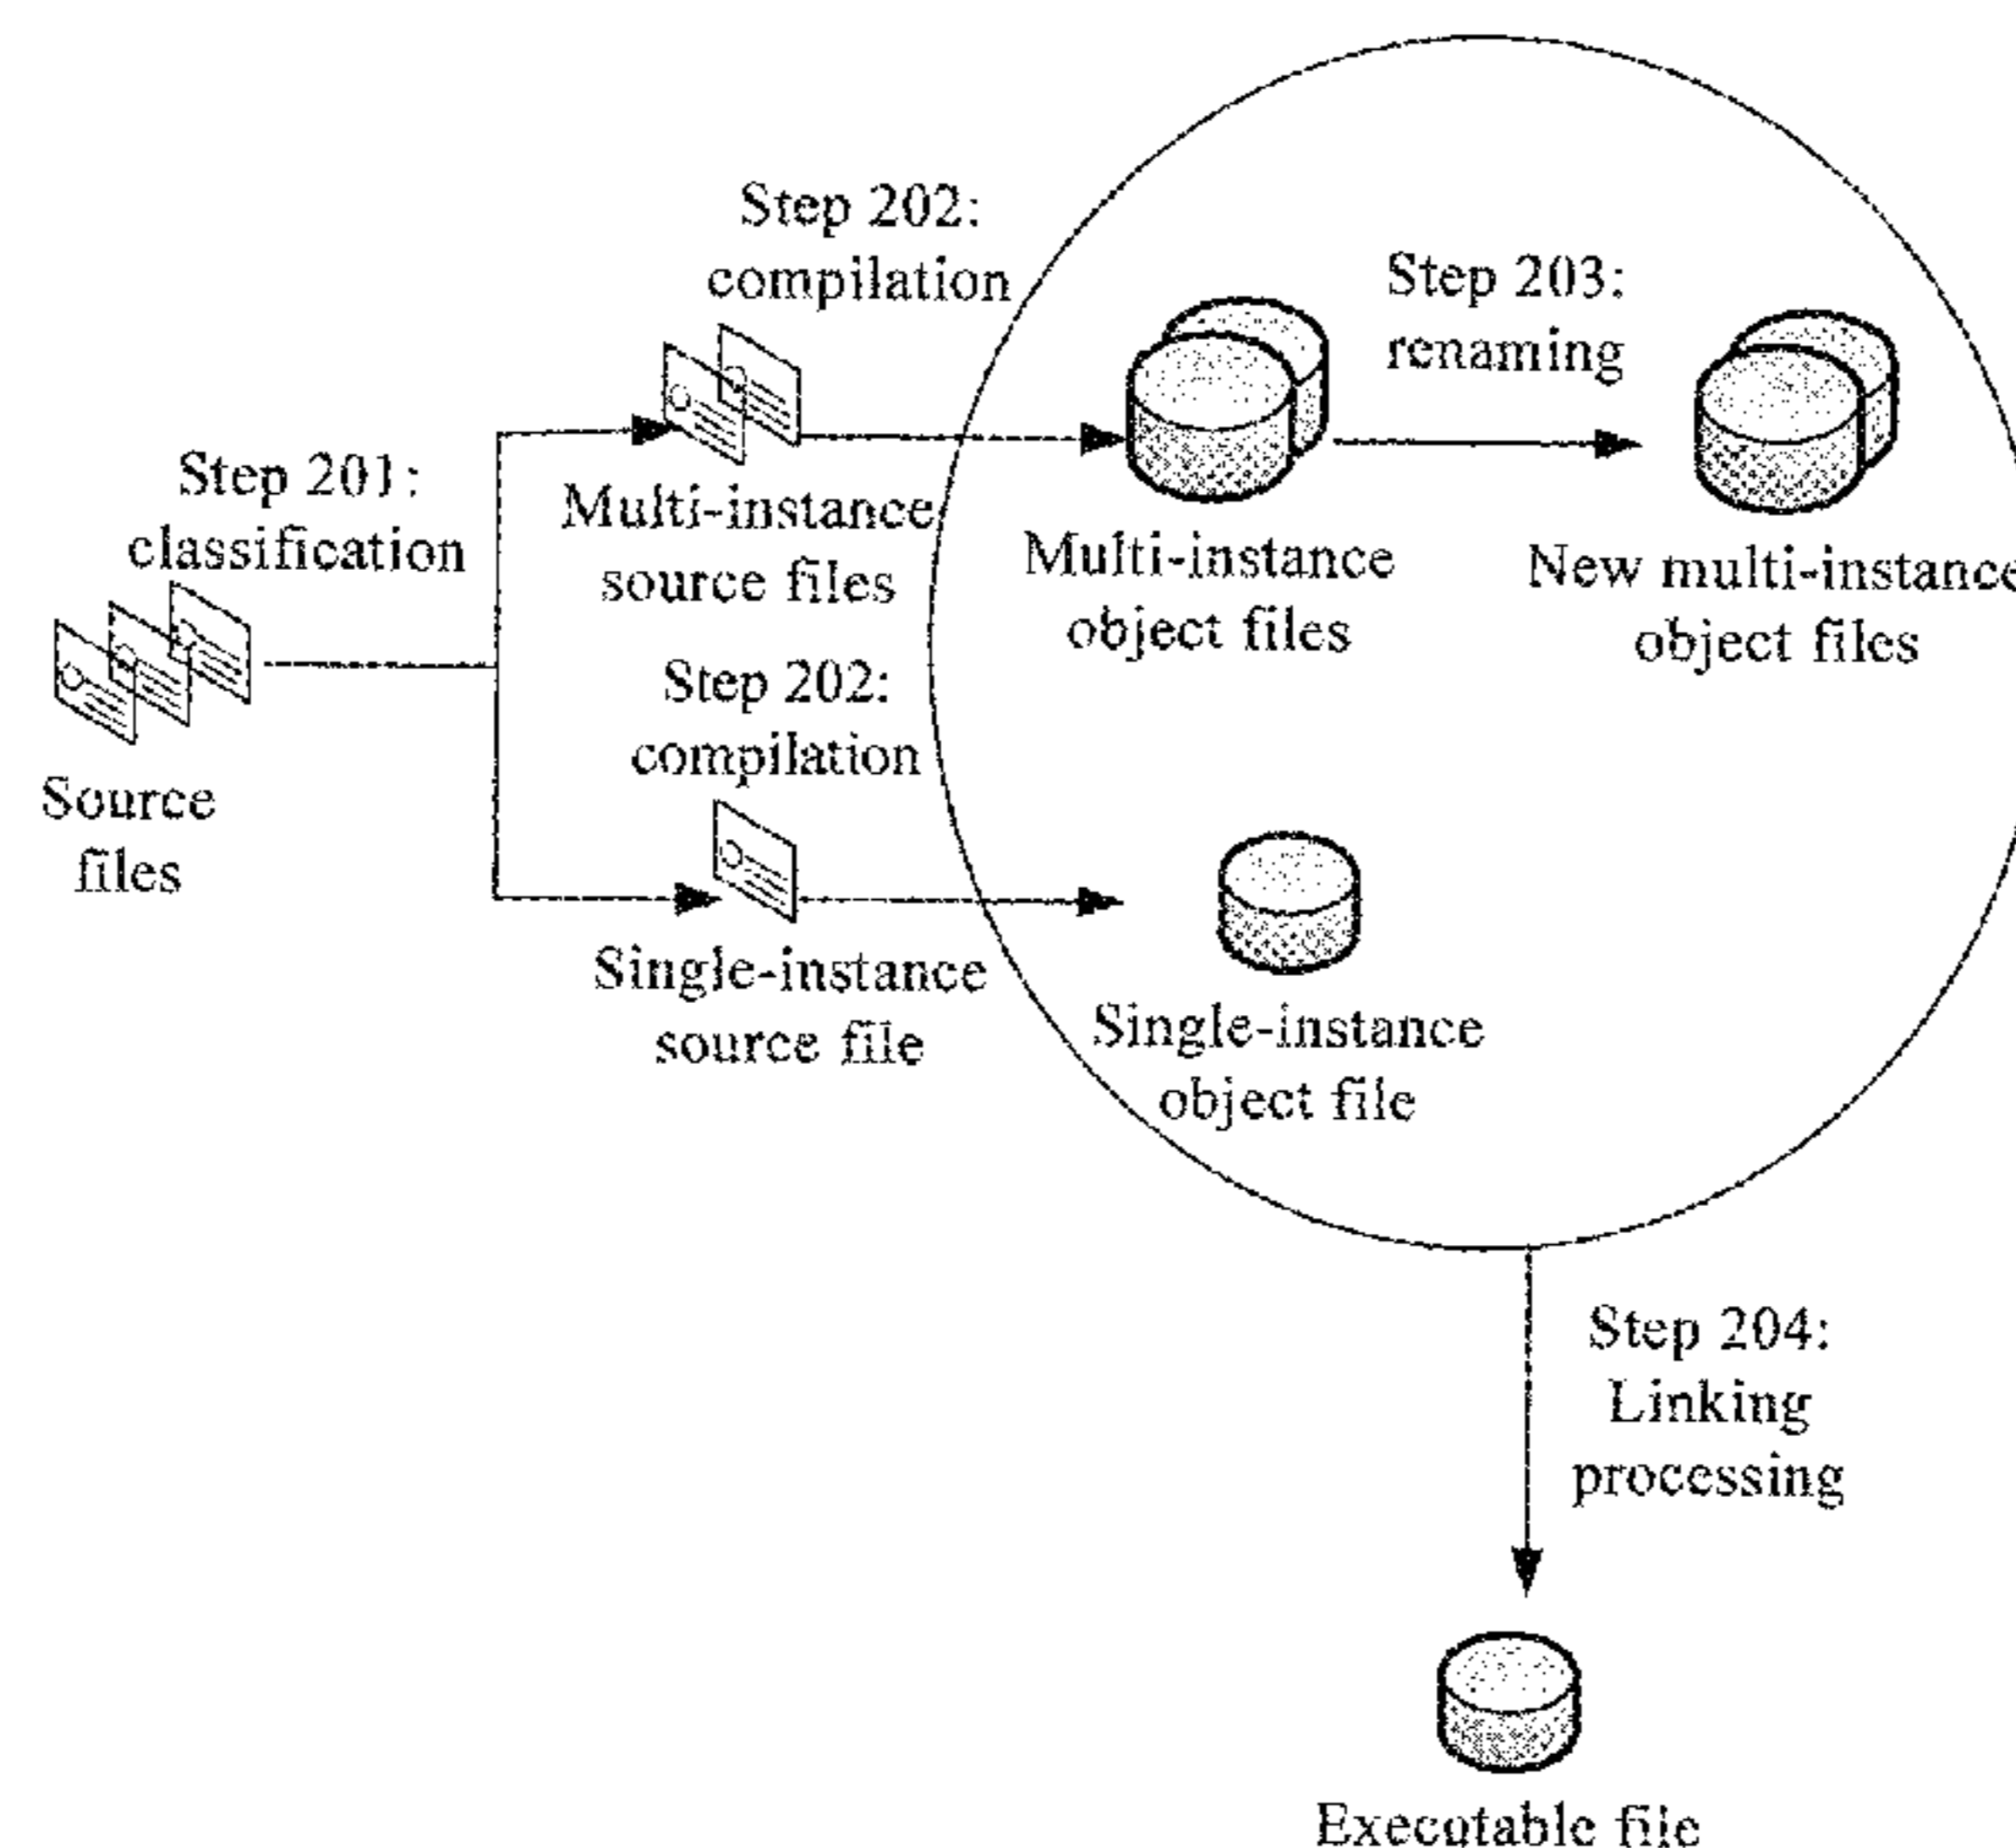 Step 202:
compilation
Step 203:
renaming
Step 201:
classification
Multi-instance
source files
Multi-instance
object files
New multi-instance
object files
Source
files
Step 202:
compilation
Single-instance
source file
Single-instance
object file
Step 204:
Linking
processing
Executable file